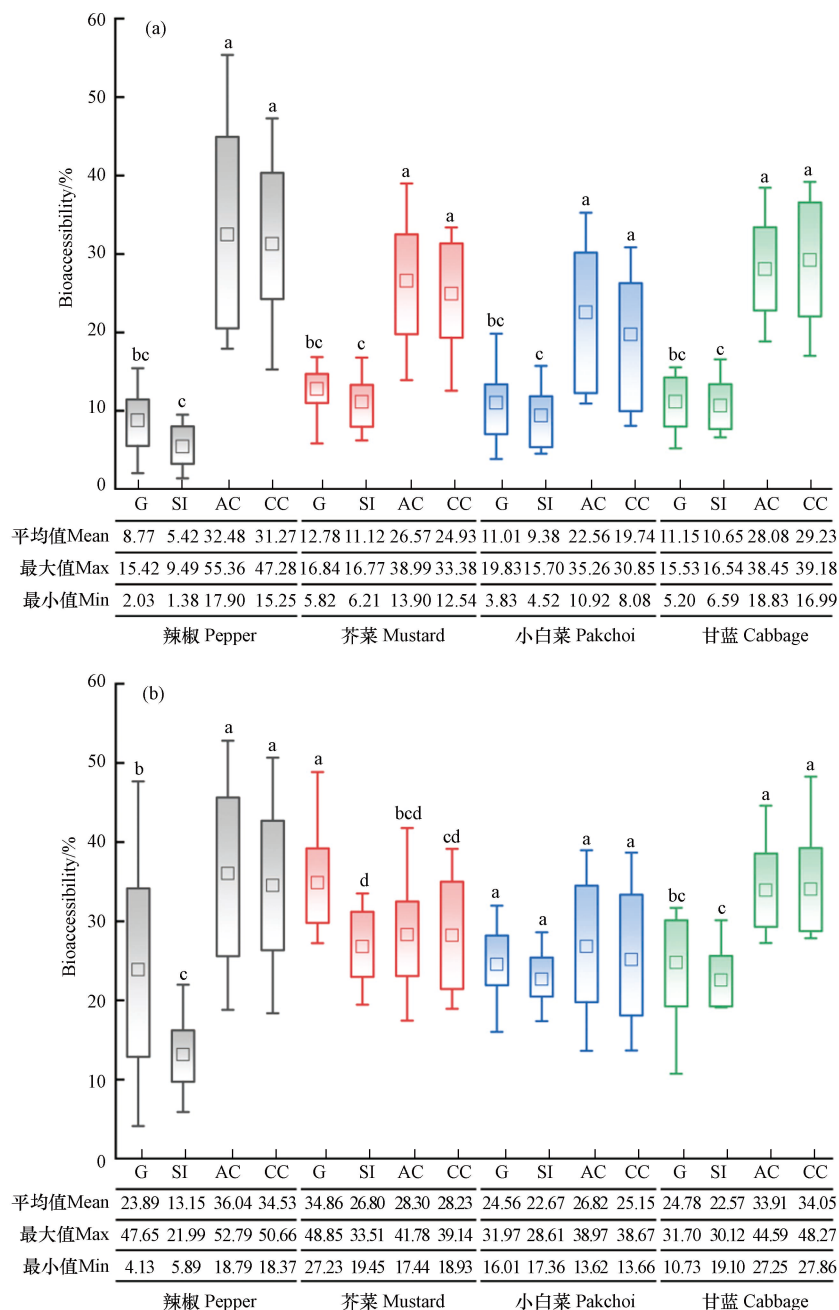 (a)
60
50
40
30
20
10
0
Bioaccessibility/%
bc c a a bc c a a bc c a a bc c a a
G SI AC CC G SI AC CC G SI AC CC G SI AC CC
平均值Mean 8.77 5.42 32.48 31.27 12.78 11.12 26.57 24.93 11.01 9.38 22.56 19.74 11.15 10.65 28.08 29.23
最大值Max 15.42 9.49 55.36 47.28 16.84 16.77 38.99 33.38 19.83 15.70 35.26 30.85 15.53 16.54 38.45 39.18
最小值Min 2.03 1.38 17.90 15.25 5.82 6.21 13.90 12.54 3.83 4.52 10.92 8.08 5.20 6.59 18.83 16.99
辣椒 Pepper 芥菜 Mustard 小白菜 Pakchoi 甘蓝 Cabbage
(b)
60
50
40
30
20
10
0
Bioaccessibility/%
b c a a a d bcd cd a a a a bc c a a
G SI AC CC G SI AC CC G SI AC CC G SI AC CC
平均值Mean 23.89 13.15 36.04 34.53 34.86 26.80 28.30 28.23 24.56 22.67 26.82 25.15 24.78 22.57 33.91 34.05
最大值Max 47.65 21.99 52.79 50.66 48.85 33.51 41.78 39.14 31.97 28.61 38.97 38.67 31.70 30.12 44.59 48.27
最小值Min 4.13 5.89 18.79 18.37 27.23 19.45 17.44 18.93 16.01 17.36 13.62 13.66 10.73 19.10 27.25 27.86
辣椒 Pepper 芥菜 Mustard 小白菜 Pakchoi 甘蓝 Cabbage